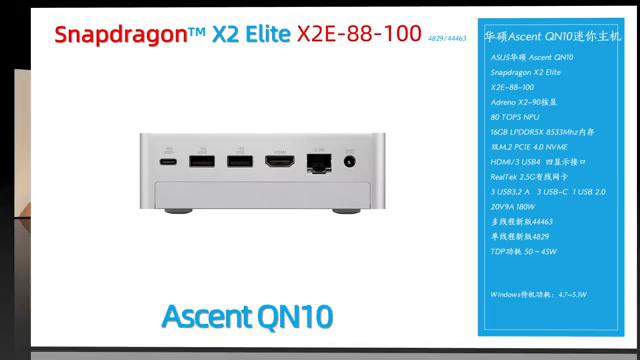 Snapdragon™ X2 Elite X2E-88-100 4829/44463
华硕Ascent QN10迷你主机
ASUS华硕 Ascent QN10
Snapdragon X2 Elite
X2E-88-100
Adreno X2-90核显
80 TOPS NPU
16GB LPDDR5X 8533Mhz内存
双M.2 PCIE 4.0 NVME
HDMI/3 USB4 四显示接口
RealTek 2.5G有线网卡
3 USB3.2 A 3 USB-C 1 USB 2.0
20V9A 180W
多线程新版44463
单线程新版4829
TDP功耗 50~45W
Windows待机功耗：4.7-5.1W
HDMI
Ascent QN10